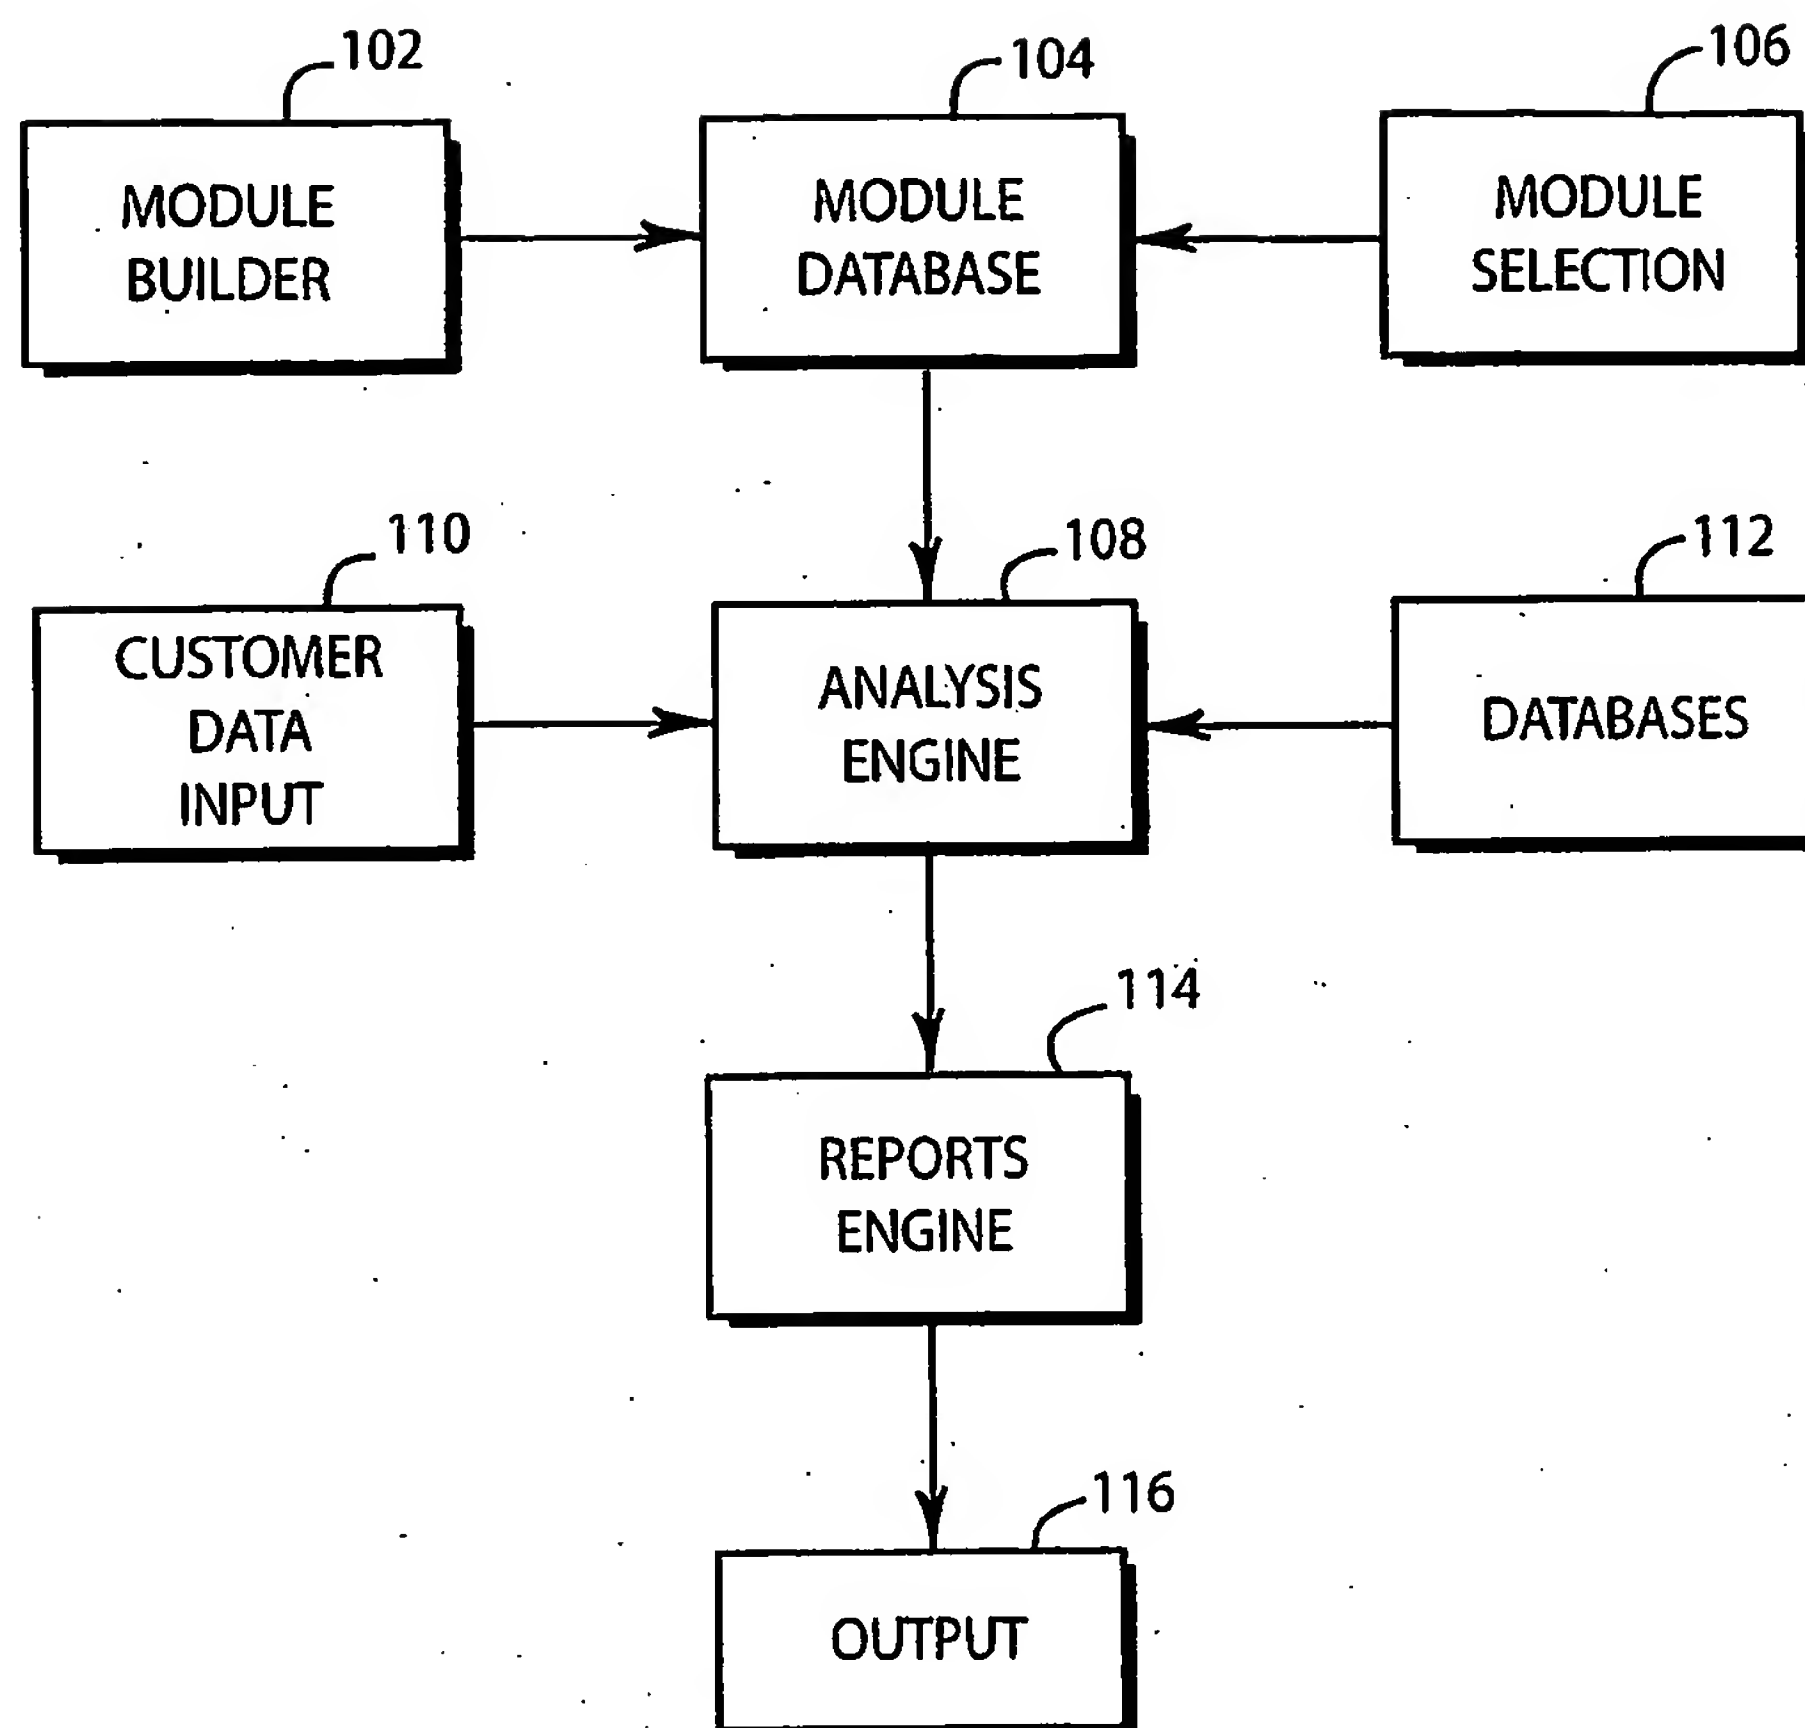 102
104
106
MODULE
BUILDER
MODULE
DATABASE
MODULE
SELECTION
110
108
112
CUSTOMER
DATA
INPUT
ANALYSIS
ENGINE
DATABASES
114
REPORTS
ENGINE
116
OUTPUT